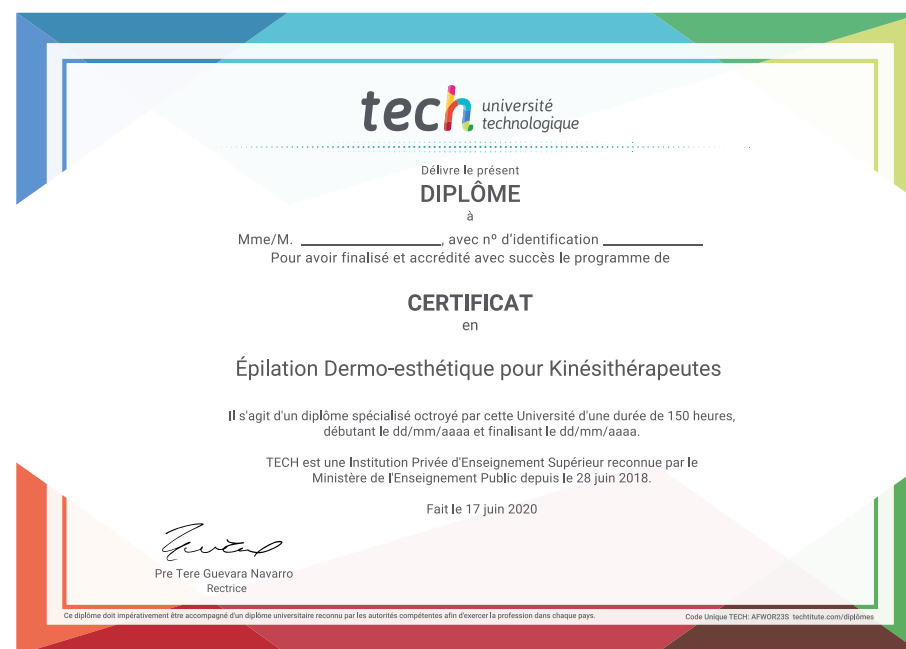 tech université
technologique
Délivre le présent
DIPLÔME
à
Mme/M. ____________________, avec nº d'identification ______________
Pour avoir finalisé et accrédité avec succès le programme de
CERTIFICAT
en
Épilation Dermo-esthétique pour Kinésithérapeutes
Il s'agit d'un diplôme spécialisé octroyé par cette Université d'une durée de 150 heures,
débutant le dd/mm/aaaa et finalisant le dd/mm/aaaa.
TECH est une Institution Privée d'Enseignement Supérieur reconnue par le
Ministère de l'Enseignement Public depuis le 28 juin 2018.
Fait le 17 juin 2020
Pre Tere Guevara Navarro
Rectrice
Ce diplôme doit impérativement être accompagné d'un diplôme universitaire reconnu par les autorités compétentes afin d'exercer la profession dans chaque pays.
Code Unique TECH: AFWOR23S techtitute.com/diplômes